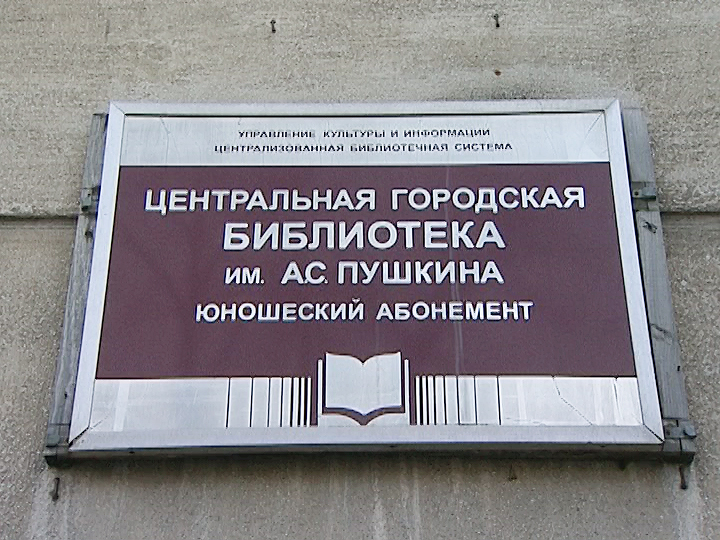 УПРАВЛЕНИЕ КУЛЬТУРЫ И ИНФОРМАЦИИ
ЦЕНТРАЛИЗОВАННАЯ БИБЛИОТЕЧНАЯ СИСТЕМА
ЦЕНТРАЛЬНАЯ ГОРОДСКАЯ
БИБЛИОТЕКА
ИМ. А.С. ПУШКИНА
ЮНОШЕСКИЙ АБОНЕМЕНТ